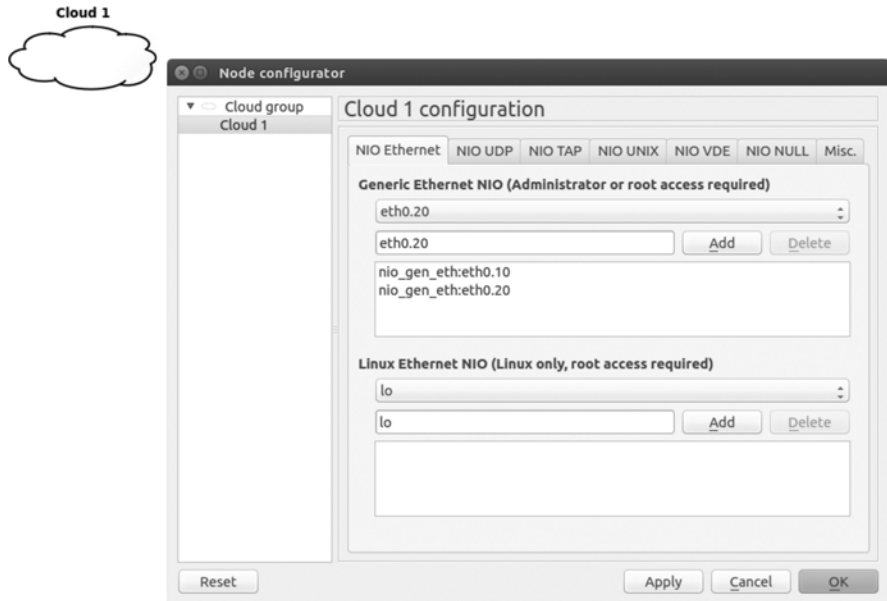 Cloud 1
Node configurator
Cloud group
Cloud 1
Cloud 1 configuration
NIO Ethernet NIO UDP NIO TAP NIO UNIX NIO VDE NIO NULL Misc.
Generic Ethernet NIO (Administrator or root access required)
eth0.20
eth0.20 Add Delete
nio_gen_eth:eth0.10
nio_gen_eth:eth0.20
Linux Ethernet NIO (Linux only, root access required)
lo
lo Add Delete
Reset Apply Cancel OK